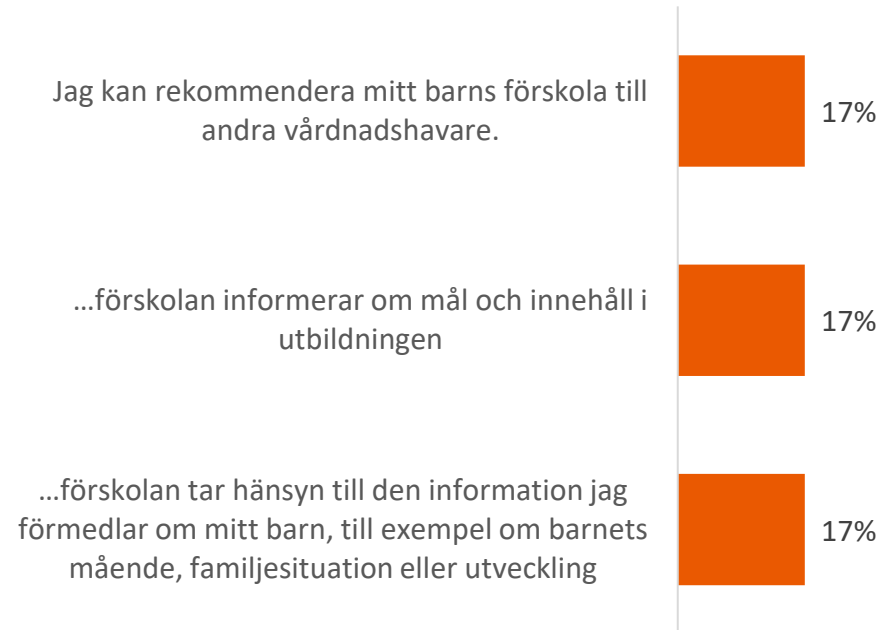 Jag kan rekommendera mitt barns förskola till
andra vårdnadshavare.
17%
…förskolan informerar om mål och innehåll i
utbildningen
17%
…förskolan tar hänsyn till den information jag
förmedlar om mitt barn, till exempel om barnets
mående, familjesituation eller utveckling
17%